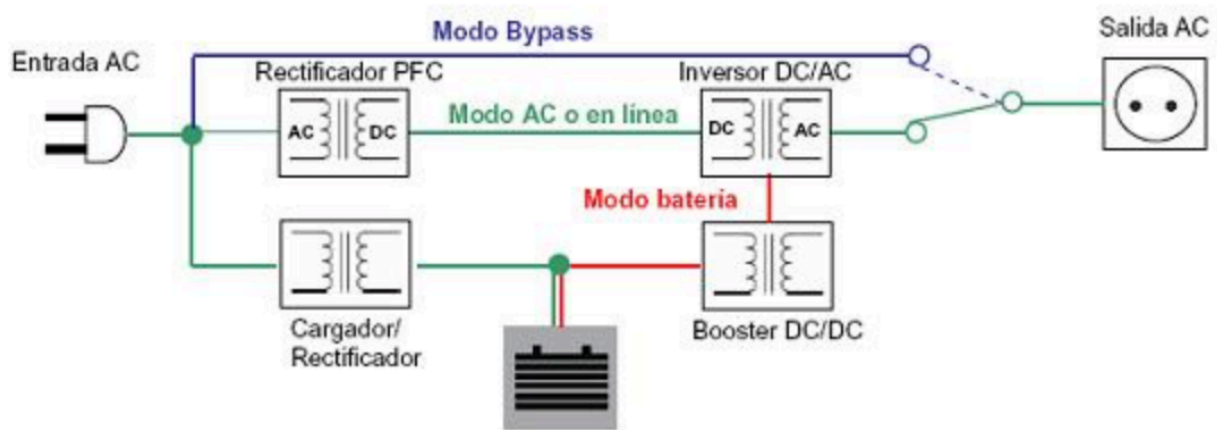 Modo Bypass
Salida AC
Entrada AC
Rectificador PFC
Inversor DC/AC
AC
DC
Modo AC o en línea
DC
AC
Modo batería
Cargador/
Rectificador
Booster DC/DC